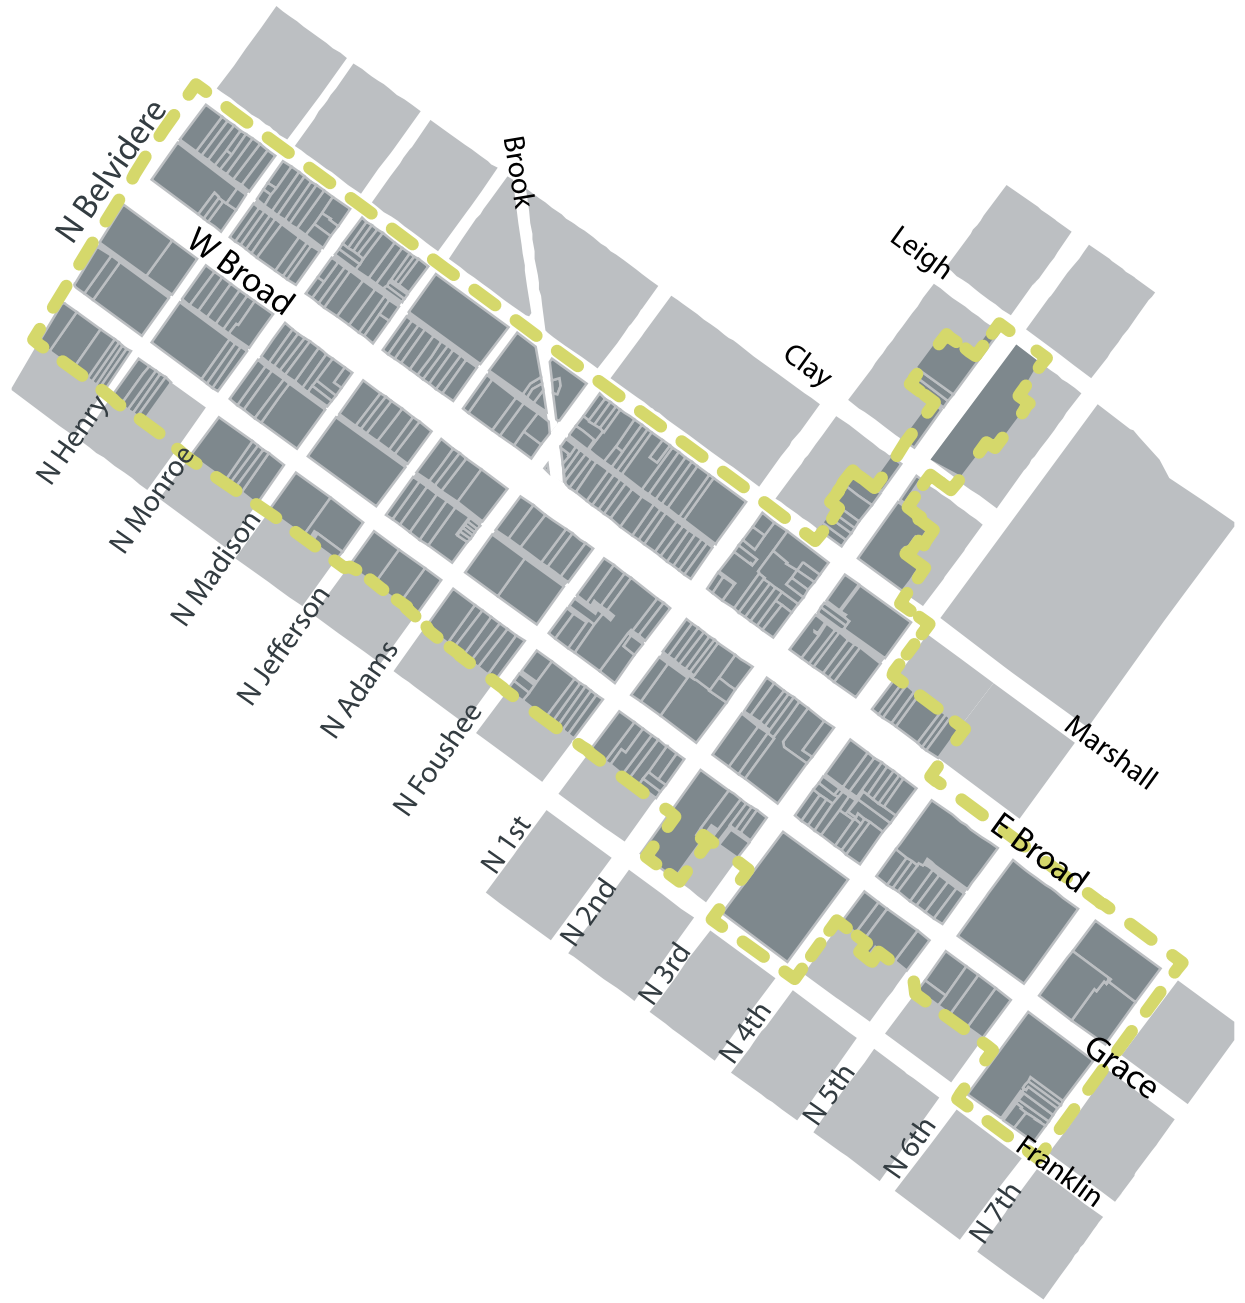 N Belvidere
Brook
W Broad
Leigh
Clay
N Henry
N Monroe
N Madison
N Jefferson
N Adams
N Foushee
Marshall
N 1st
E Broad
N 2nd
N 3rd
N 4th
N 5th
Grace
N 6th
Franklin
N 7th